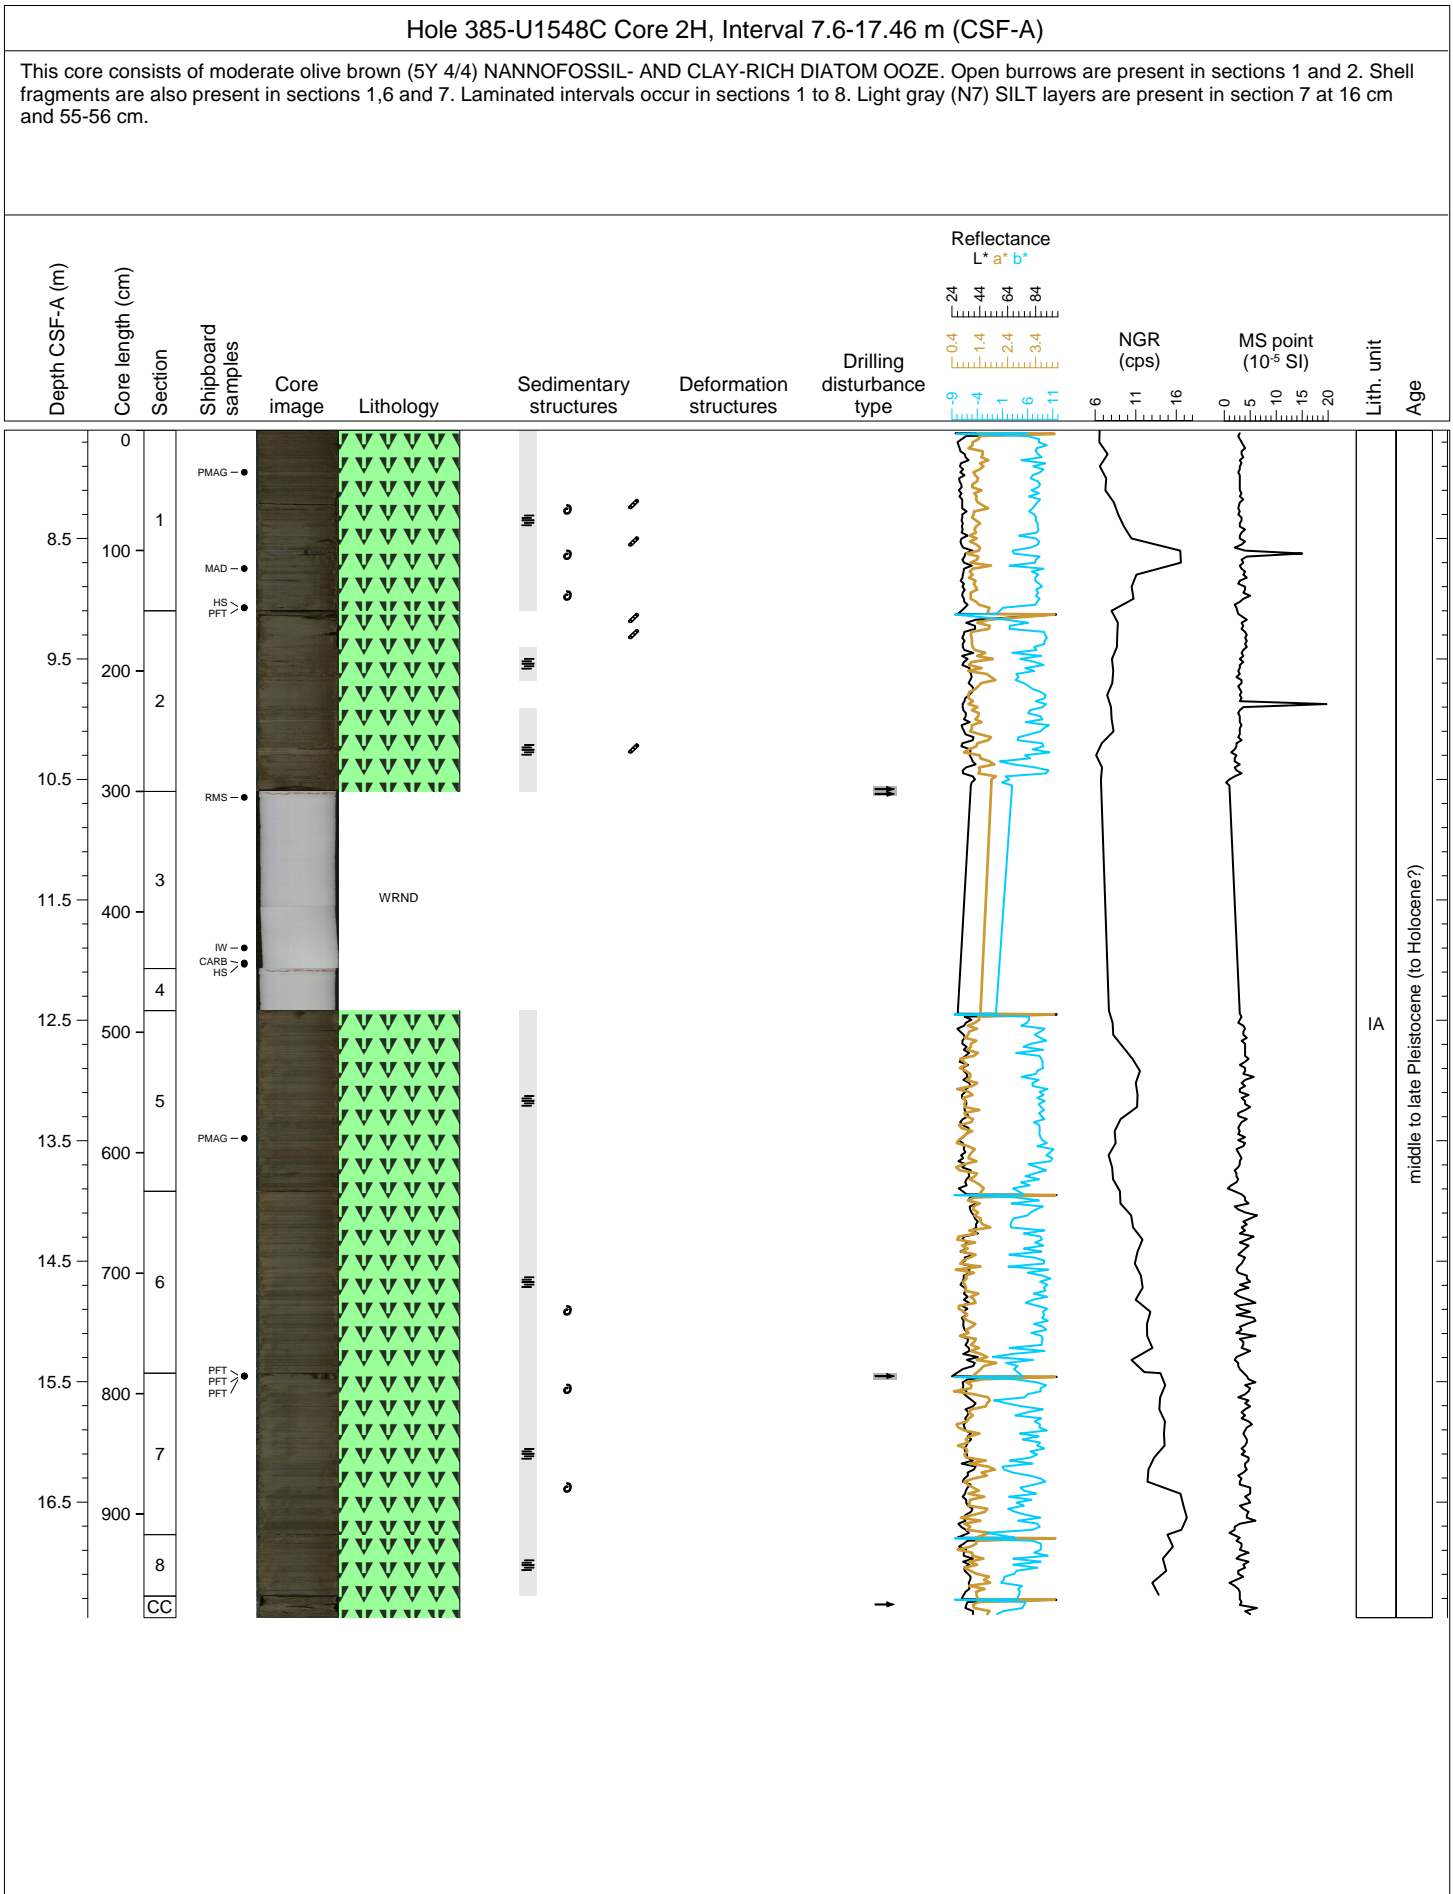 Hole 385-U1548C Core 2H, Interval 7.6-17.46 m (CSF-A)
This core consists of moderate olive brown (5Y 4/4) NANNOFOSSIL- AND CLAY-RICH DIATOM OOZE. Open burrows are present in sections 1 and 2. Shell
fragments are also present in sections 1,6 and 7. Laminated intervals occur in sections 1 to 8. Light gray (N7) SILT layers are present in section 7 at 16 cm
and 55-56 cm.
Depth CSF-A (m)
Core length (cm)
Section
Shipboard
samples
Core
image
Lithology
Sedimentary
structures
Deformation
structures
Drilling
disturbance
type
Reflectance
L* a* b*
24 44 64 84
0.4 1.4 2.4 3.4
-9 -4 1 6 11
NGR
(cps)
6 11 16
MS point
(10-5 SI)
0 5 10 15 20
Lith. unit
Age
0
PMAG
1
8.5
100
MAD
HS
PFT
9.5
200
2
10.5
300
RMS
3
11.5
400
WRND
IW
CARB
HS
4
12.5
500
IA
5
13.5
600
PMAG
middle to late Pleistocene (to Holocene?)
14.5
700
6
PFT
PFT
PFT
15.5
800
7
16.5
900
8
CC